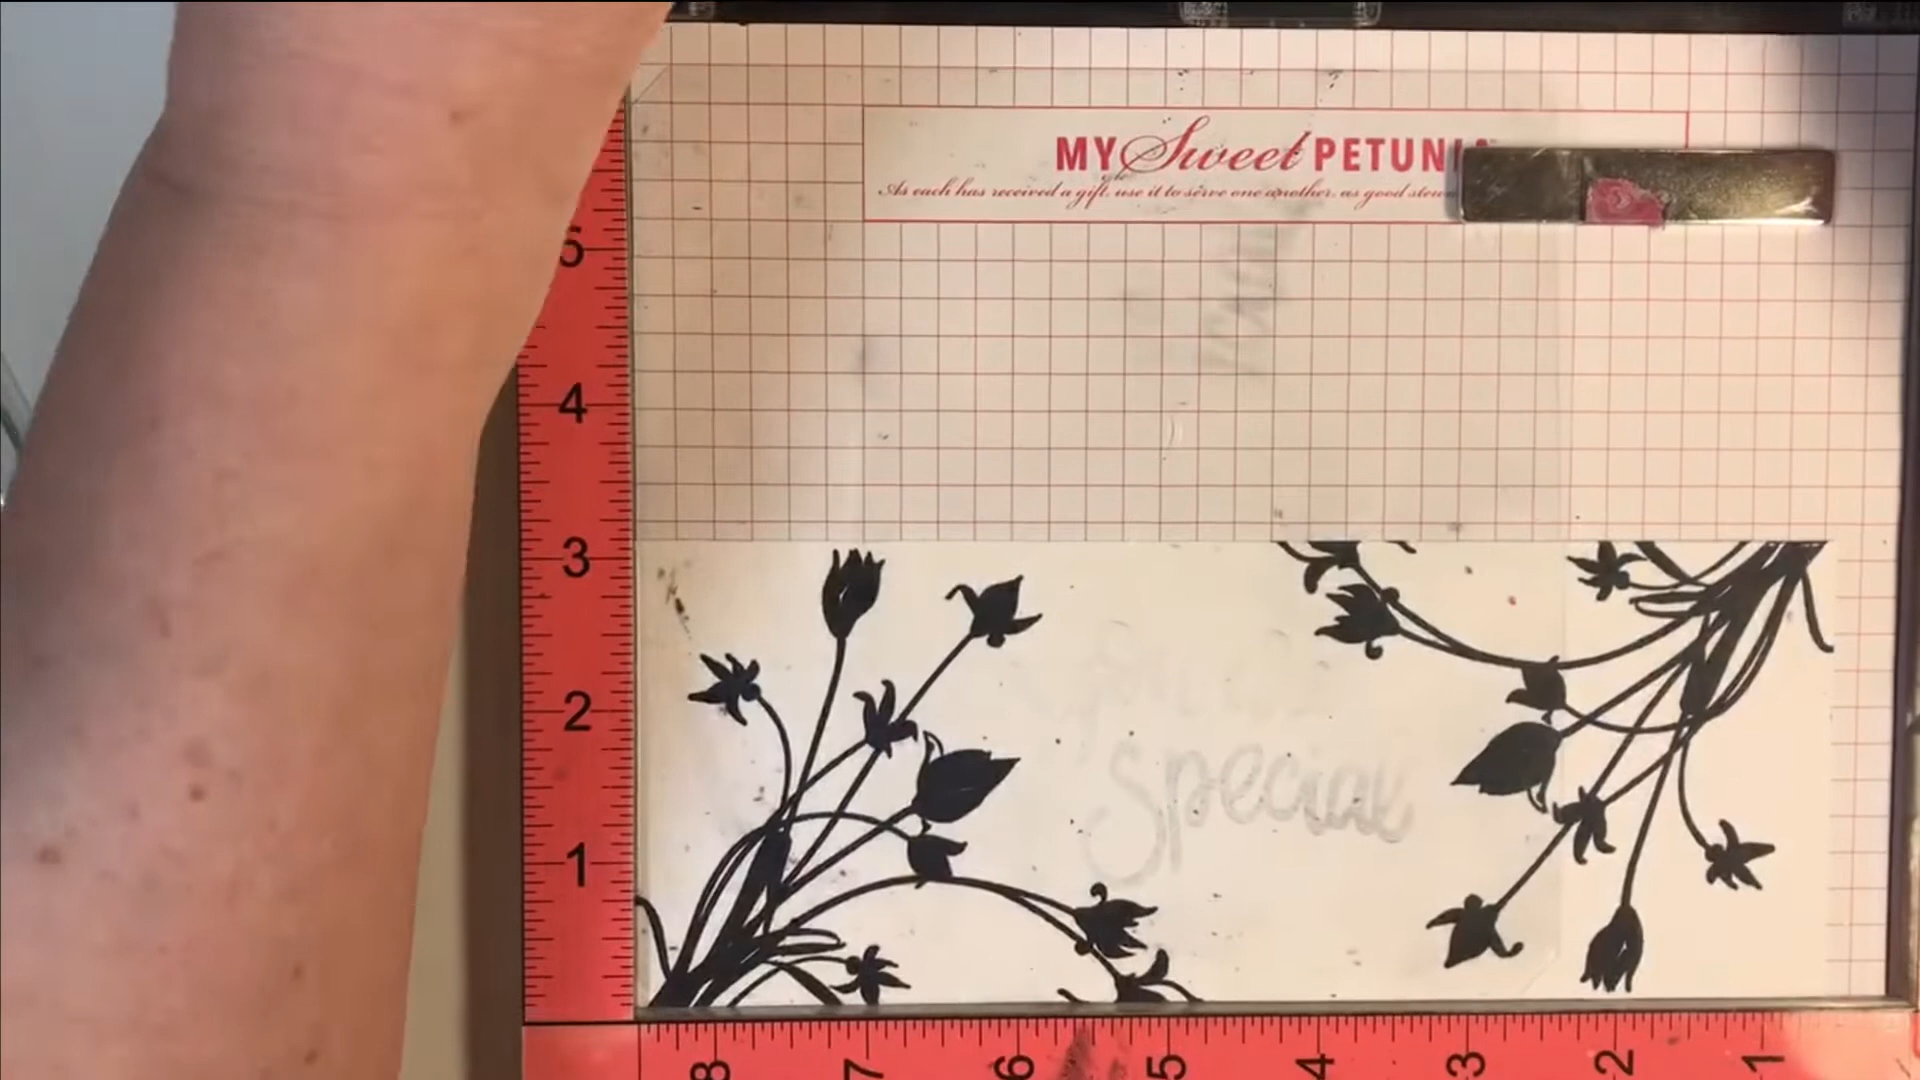 MY Sweet PETUNIA
As each has received a gift, use it to serve one another, as good
5
4
3
2
1
special
8 7 6 5 4 3 2 1